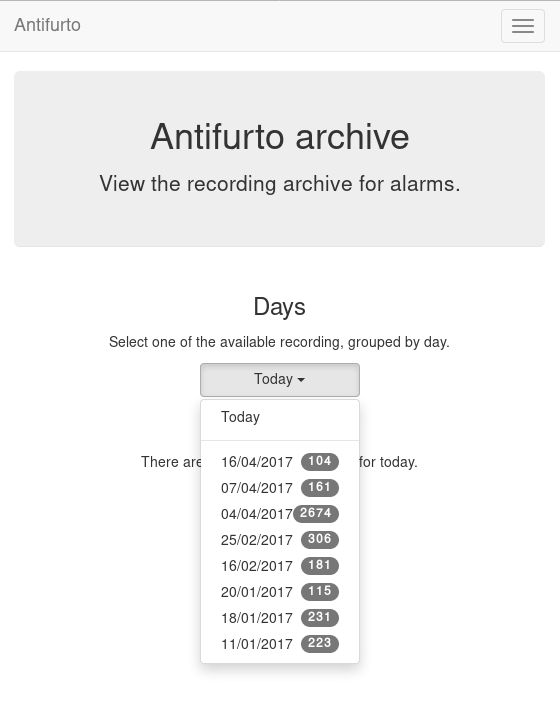 Antifurto
Antifurto archive
View the recording archive for alarms.
Days
Select one of the available recording, grouped by day.
Today
Today
There are for today.
16/04/2017 104
07/04/2017 161
04/04/2017 2674
25/02/2017 306
16/02/2017 181
20/01/2017 115
18/01/2017 231
11/01/2017 223